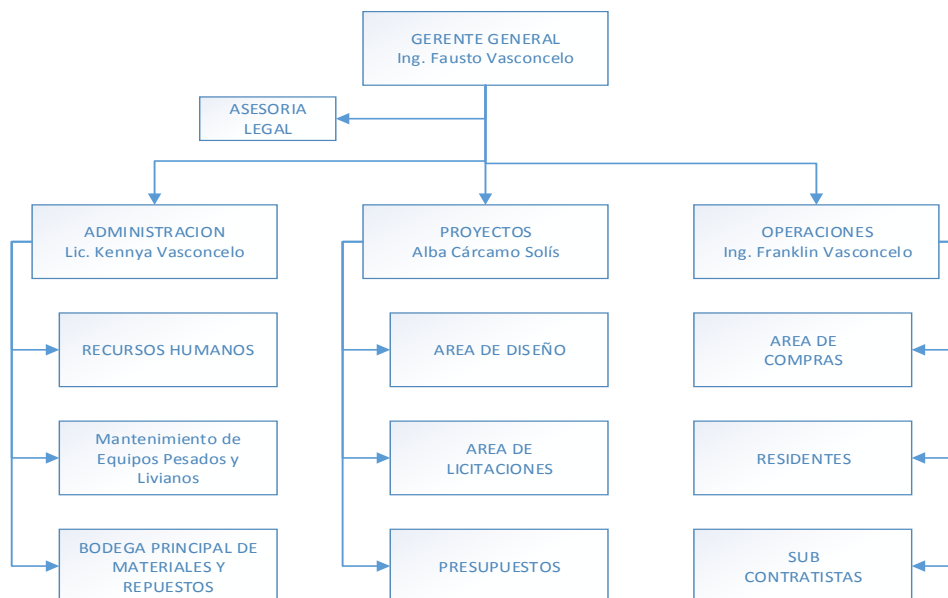 GERENTE GENERAL
Ing. Fausto Vasconcelo
ASESORIA
LEGAL
ADMINISTRACION
Lic. Kennya Vasconcelo
PROYECTOS
Alba Cárcamo Solís
OPERACIONES
Ing. Franklin Vasconcelo
RECURSOS HUMANOS
AREA DE DISEÑO
AREA DE
COMPRAS
Mantenimiento de
Equipos Pesados y
Livianos
AREA DE
LICITACIONES
RESIDENTES
BODEGA PRINCIPAL DE
MATERIALES Y
REPUESTOS
PRESUPUESTOS
SUB
CONTRATISTAS